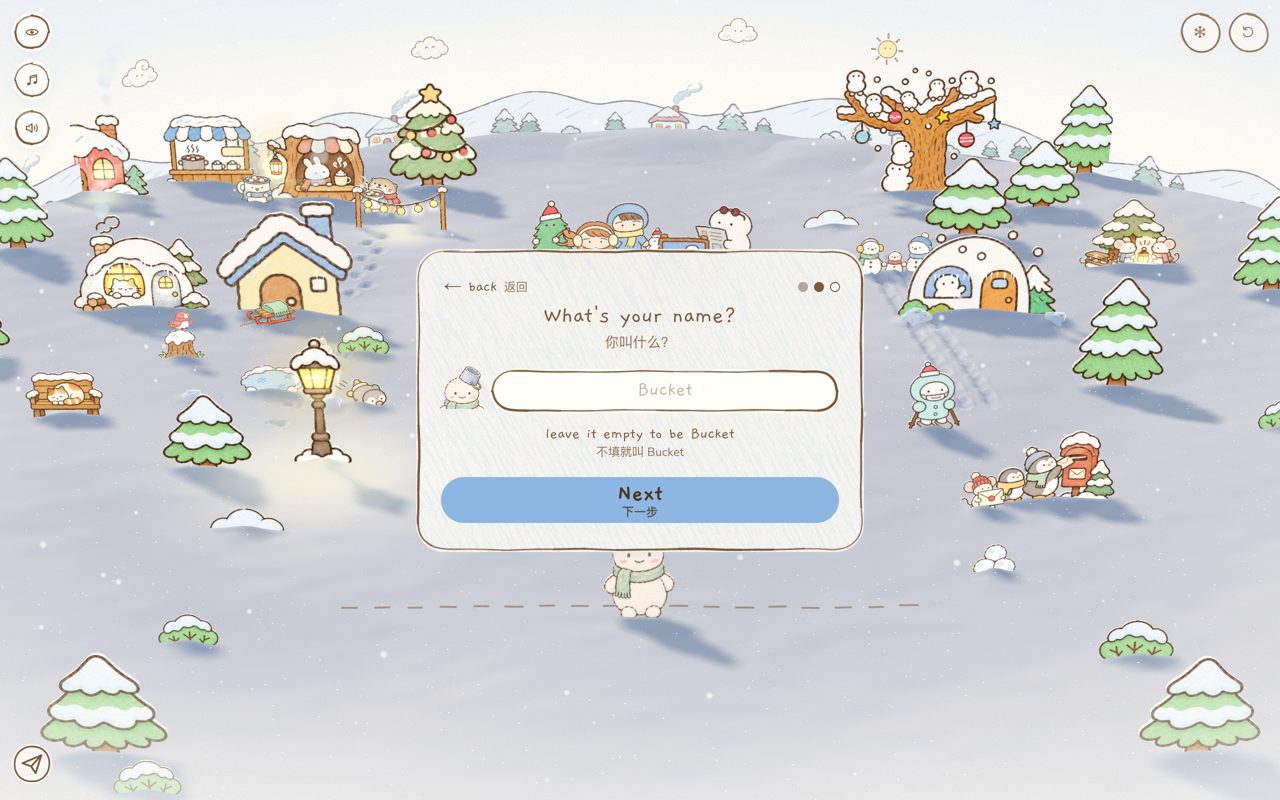 ← back 返回
What's your name?
你叫什么?
Bucket
leave it empty to be Bucket
不填就叫 Bucket
Next
下一步